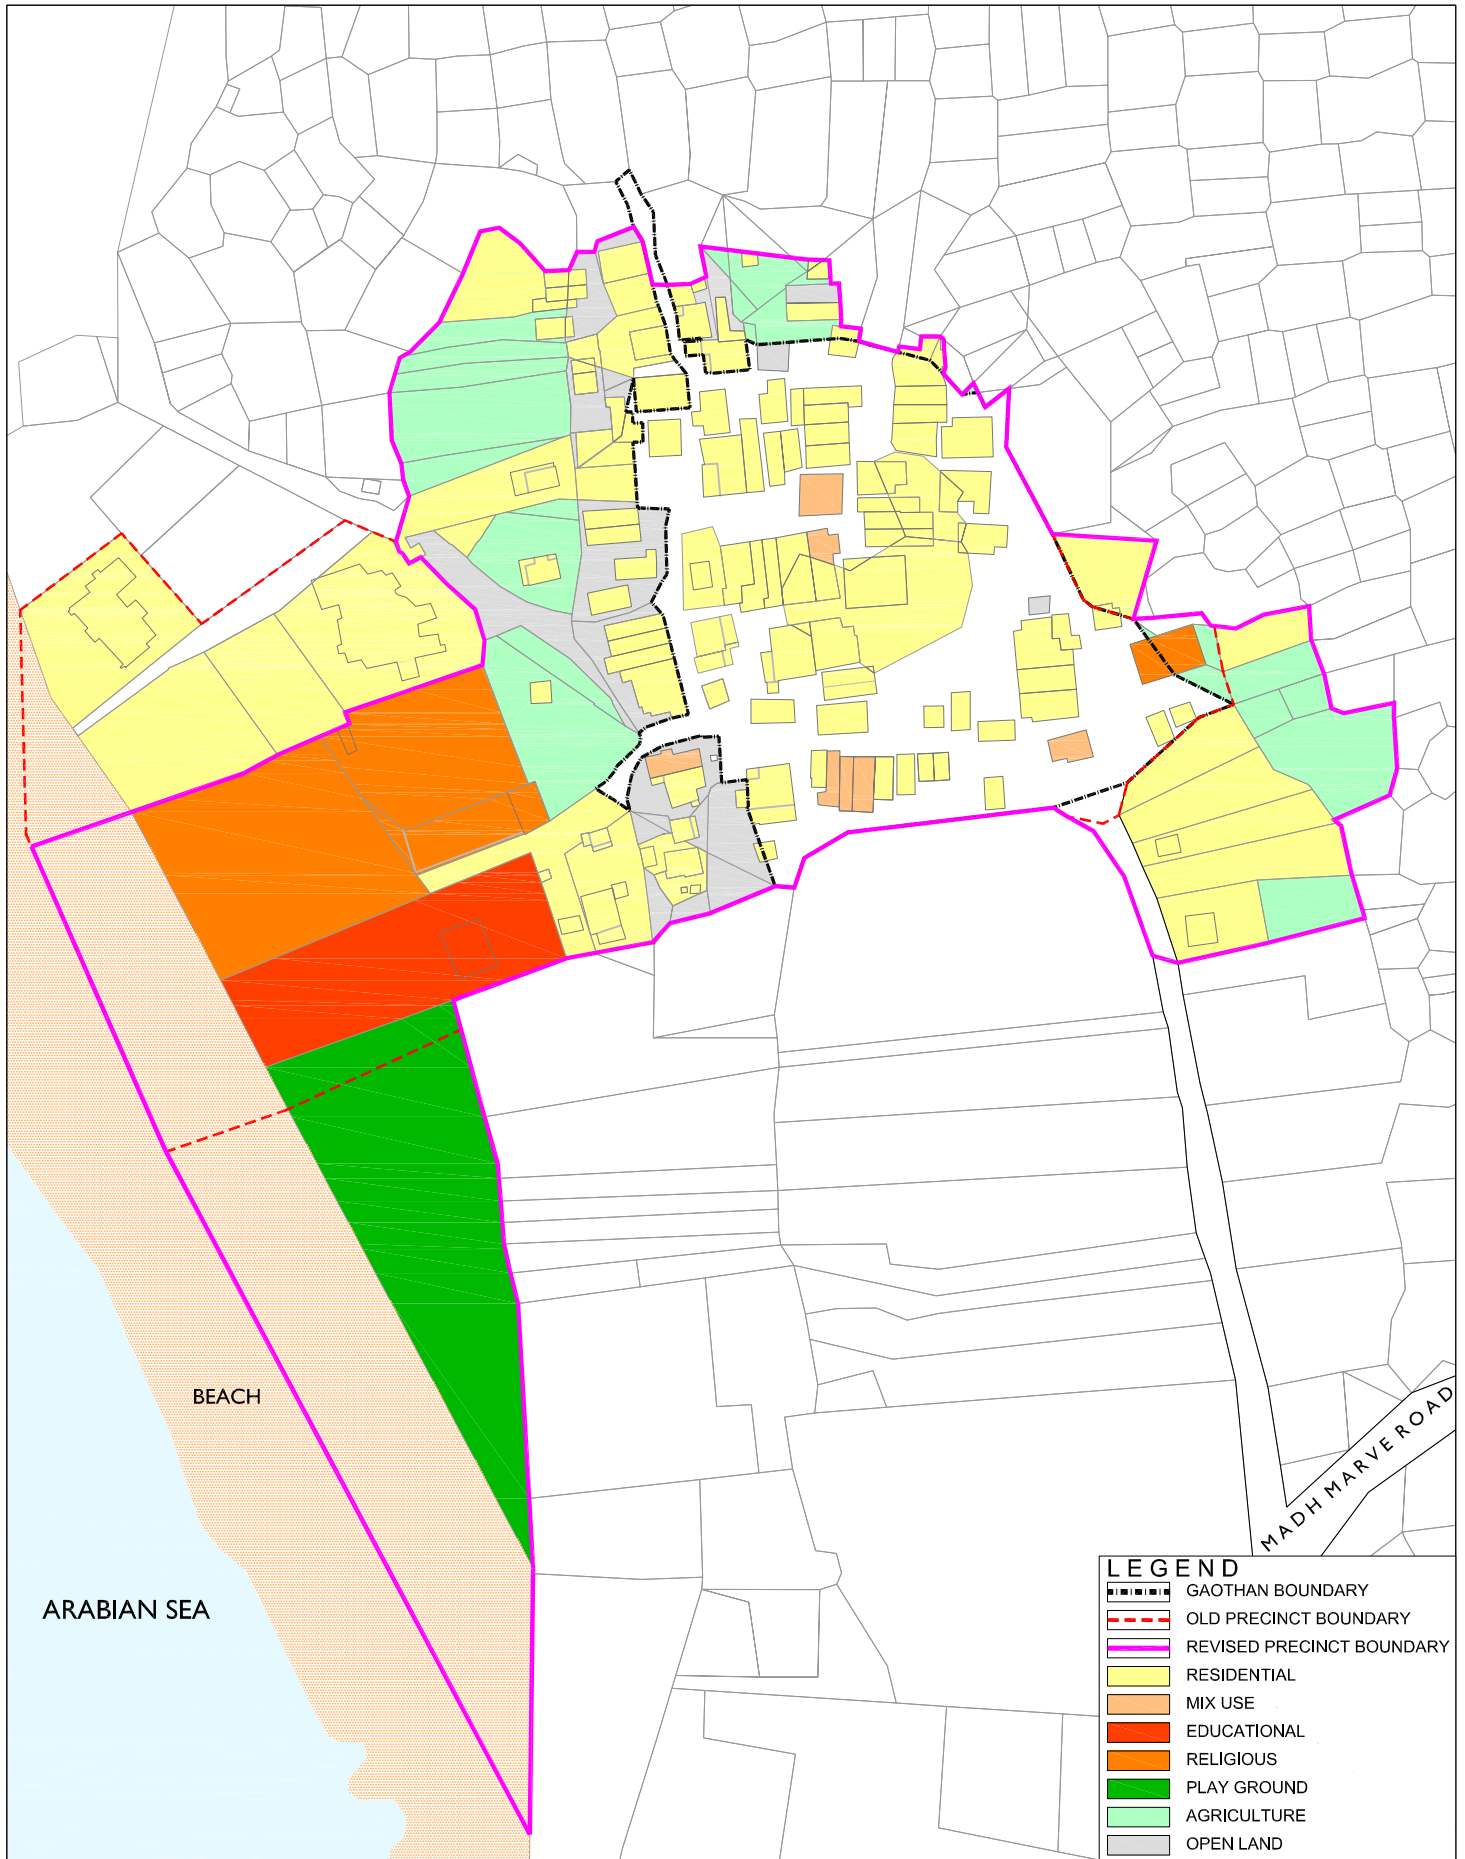 BEACH
MADH MARVE ROAD
ARABIAN SEA
LEGEND
GAOTHAN BOUNDARY
OLD PRECINCT BOUNDARY
REVISED PRECINCT BOUNDARY
RESIDENTIAL
MIX USE
EDUCATIONAL
RELIGIOUS
PLAY GROUND
AGRICULTURE
OPEN LAND